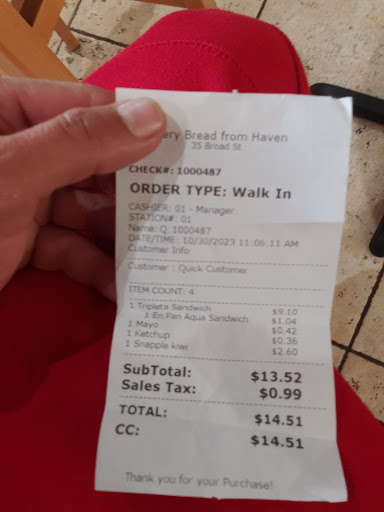 ery Bread from Haven
35 Broad St
CHECK#: 1000487
ORDER TYPE: Walk In
CASHIER: 01 - Manager
STATION#: 01
Name: Q_1000487
DATE/TIME: 10/30/2023 11:06:11 AM
Customer Info
Customer : Quick Customer
ITEM COUNT: 4
1 Tripleta Sandwich $9.10
1 En Pan Aqua Sandwich $1.04
1 Mayo $0.42
1 Ketchup $0.36
1 Snapple kiwi $2.60
SubTotal: $13.52
Sales Tax: $0.99
TOTAL: $14.51
CC: $14.51
Thank you for your Purchase!